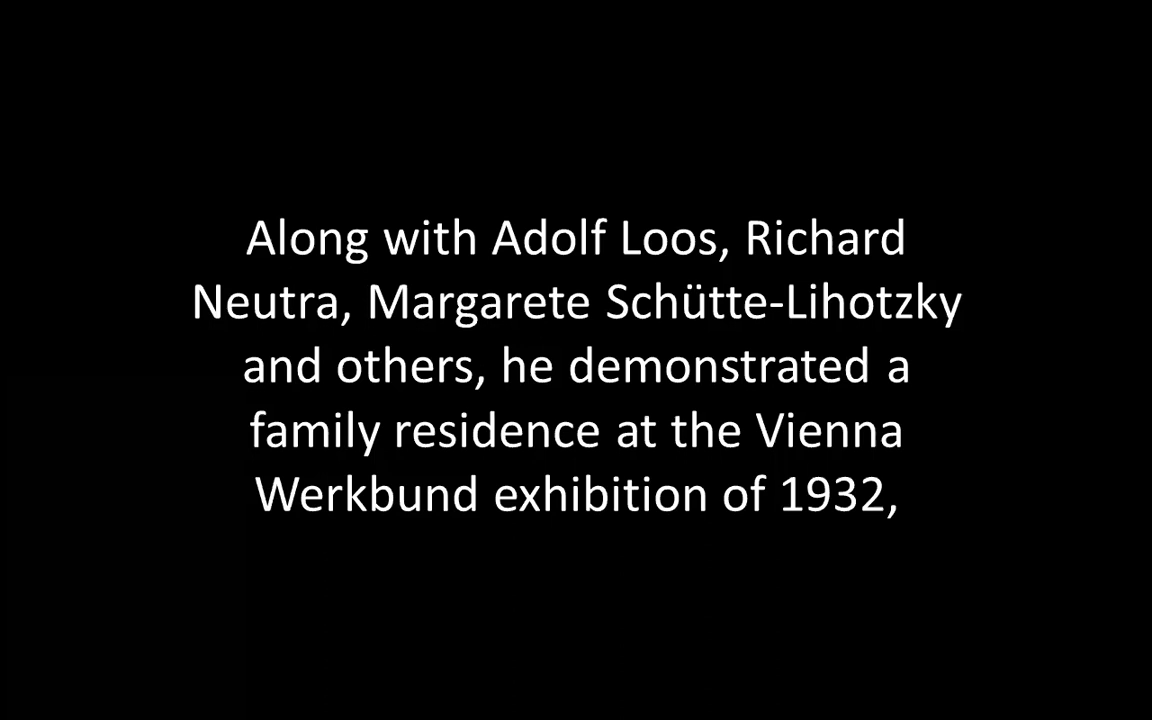 Along with Adolf Loos, Richard
Neutra, Margarete Schütte-Lihotzky
and others, he demonstrated a
family residence at the Vienna
Werkbund exhibition of 1932,